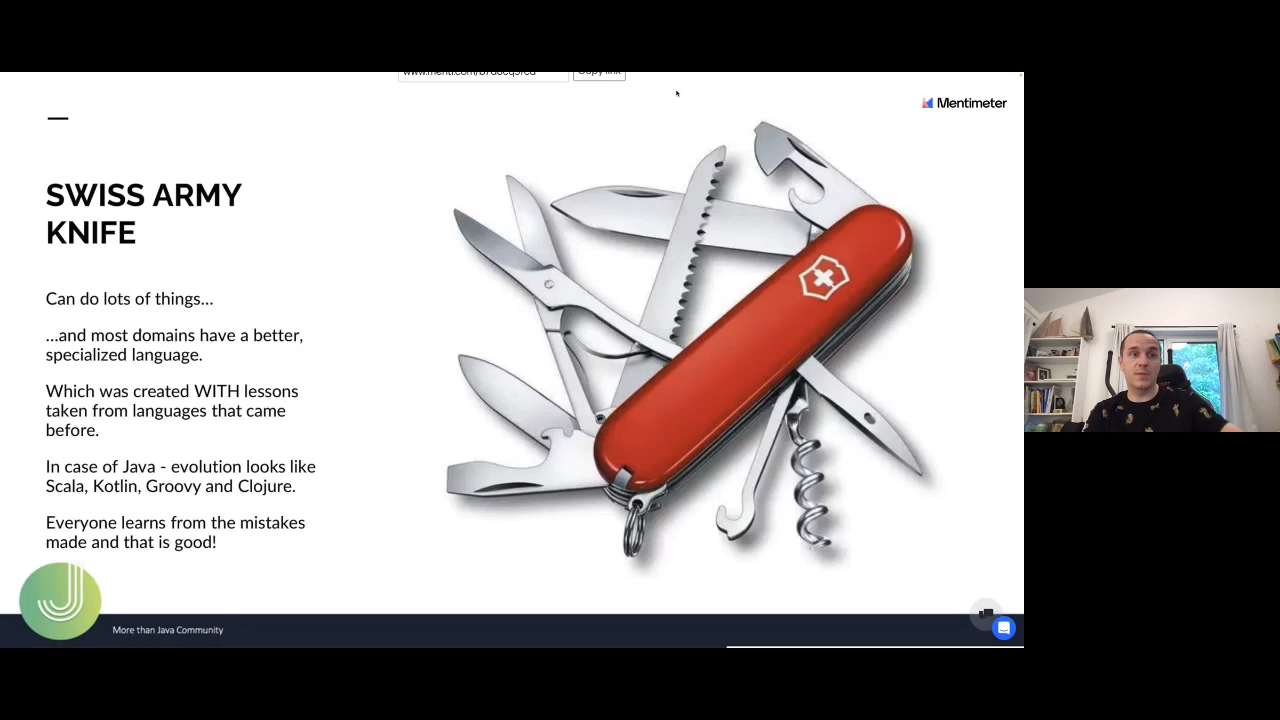 Mentimeter
SWISS ARMY
KNIFE
Can do lots of things...
...and most domains have a better,
specialized language.
Which was created WITH lessons
taken from languages that came
before.
In case of Java - evolution looks like
Scala, Kotlin, Groovy and Clojure.
Everyone learns from the mistakes
made and that is good!
More than Java Community